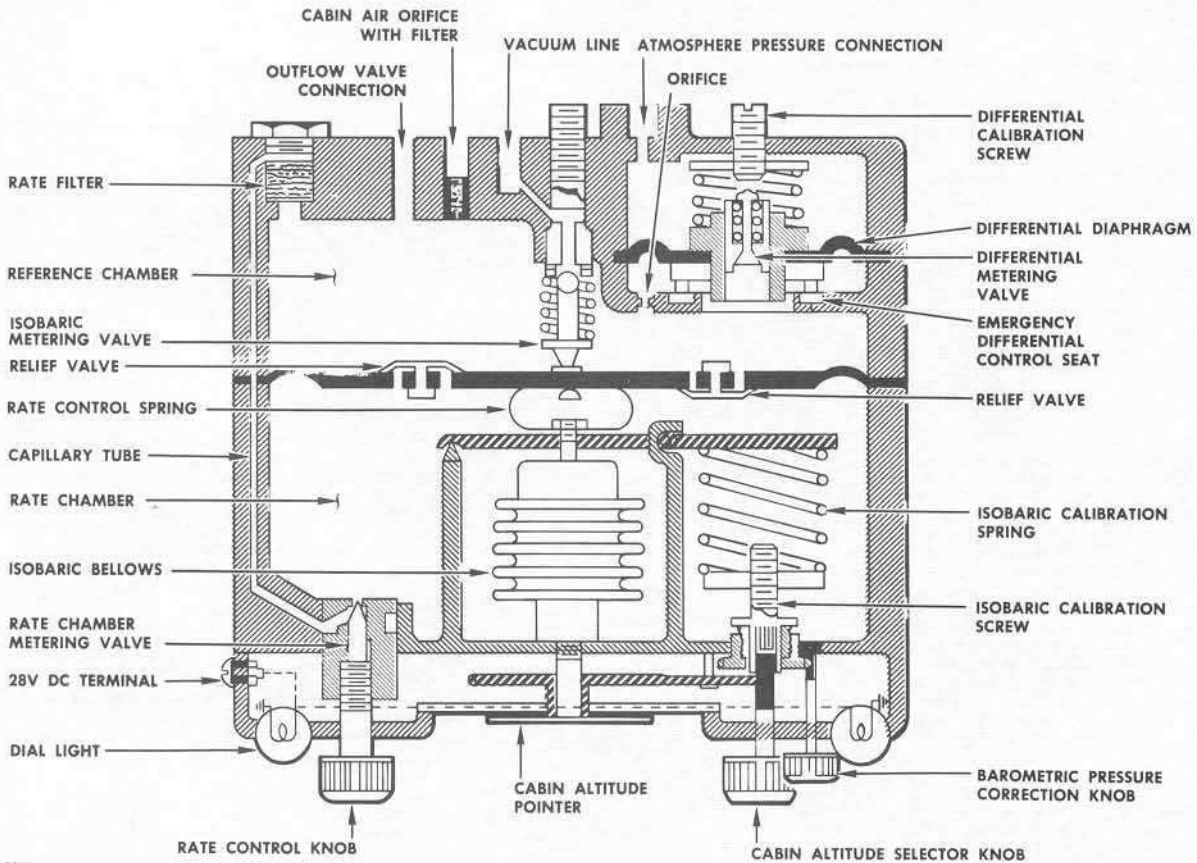 CABIN AIR ORIFICE
WITH FILTER
VACUUM LINE
ATMOSPHERE PRESSURE CONNECTION
OUTFLOW VALVE
CONNECTION
ORIFICE
DIFFERENTIAL
CALIBRATION
SCREW
RATE FILTER
DIFFERENTIAL DIAPHRAGM
DIFFERENTIAL
METERING
VALVE
REFERENCE CHAMBER
ISOBARIC
METERING VALVE
EMERGENCY
DIFFERENTIAL
CONTROL SEAT
RELIEF VALVE
RELIEF VALVE
RATE CONTROL SPRING
CAPILLARY TUBE
RATE CHAMBER
ISOBARIC CALIBRATION
SPRING
ISOBARIC BELLOWS
ISOBARIC CALIBRATION
SCREW
RATE CHAMBER
METERING VALVE
28V DC TERMINAL
DIAL LIGHT
CABIN ALTITUDE
POINTER
BAROMETRIC PRESSURE
CORRECTION KNOB
RATE CONTROL KNOB
CABIN ALTITUDE SELECTOR KNOB